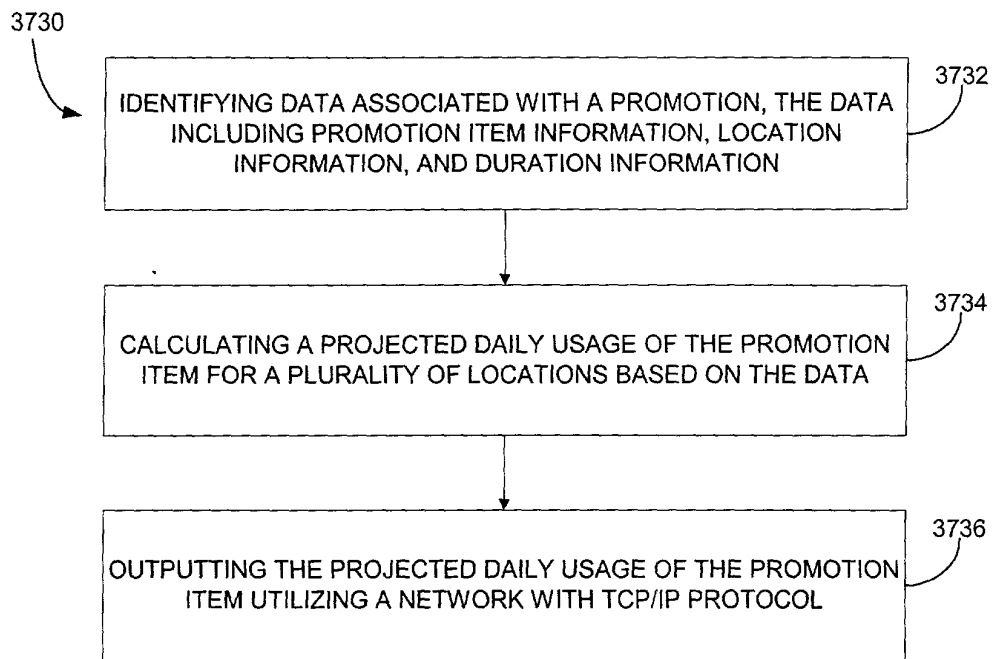 3730
3732
IDENTIFYING DATA ASSOCIATED WITH A PROMOTION, THE DATA
INCLUDING PROMOTION ITEM INFORMATION, LOCATION
INFORMATION, AND DURATION INFORMATION
3734
CALCULATING A PROJECTED DAILY USAGE OF THE PROMOTION
ITEM FOR A PLURALITY OF LOCATIONS BASED ON THE DATA
3736
OUTPUTTING THE PROJECTED DAILY USAGE OF THE PROMOTION
ITEM UTILIZING A NETWORK WITH TCP/IP PROTOCOL